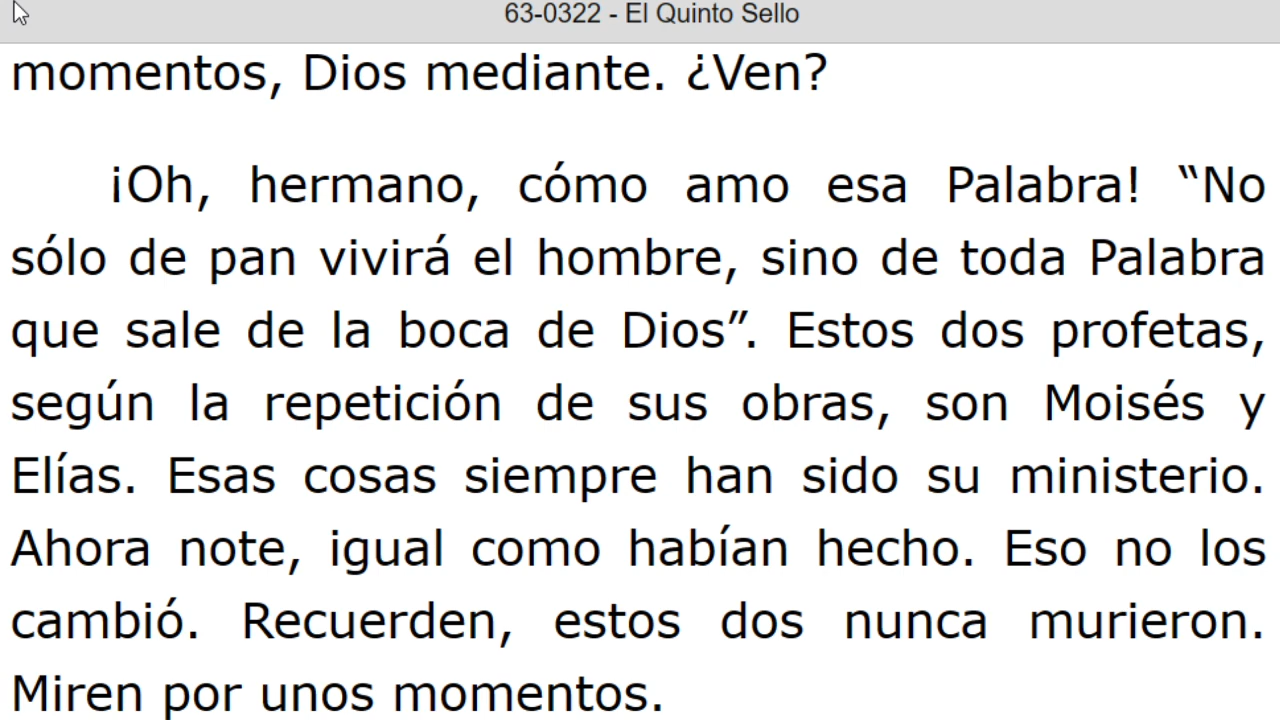 63-0322 - El Quinto Sello
momentos, Dios mediante. ¿Ven?
¡Oh, hermano, cómo amo esa Palabra! “No
sólo de pan vivirá el hombre, sino de toda Palabra
que sale de la boca de Dios”. Estos dos profetas,
según la repetición de sus obras, son Moisés y
Elías. Esas cosas siempre han sido su ministerio.
Ahora note, igual como habían hecho. Eso no los
cambió. Recuerden, estos dos nunca murieron.
Miren por unos momentos.